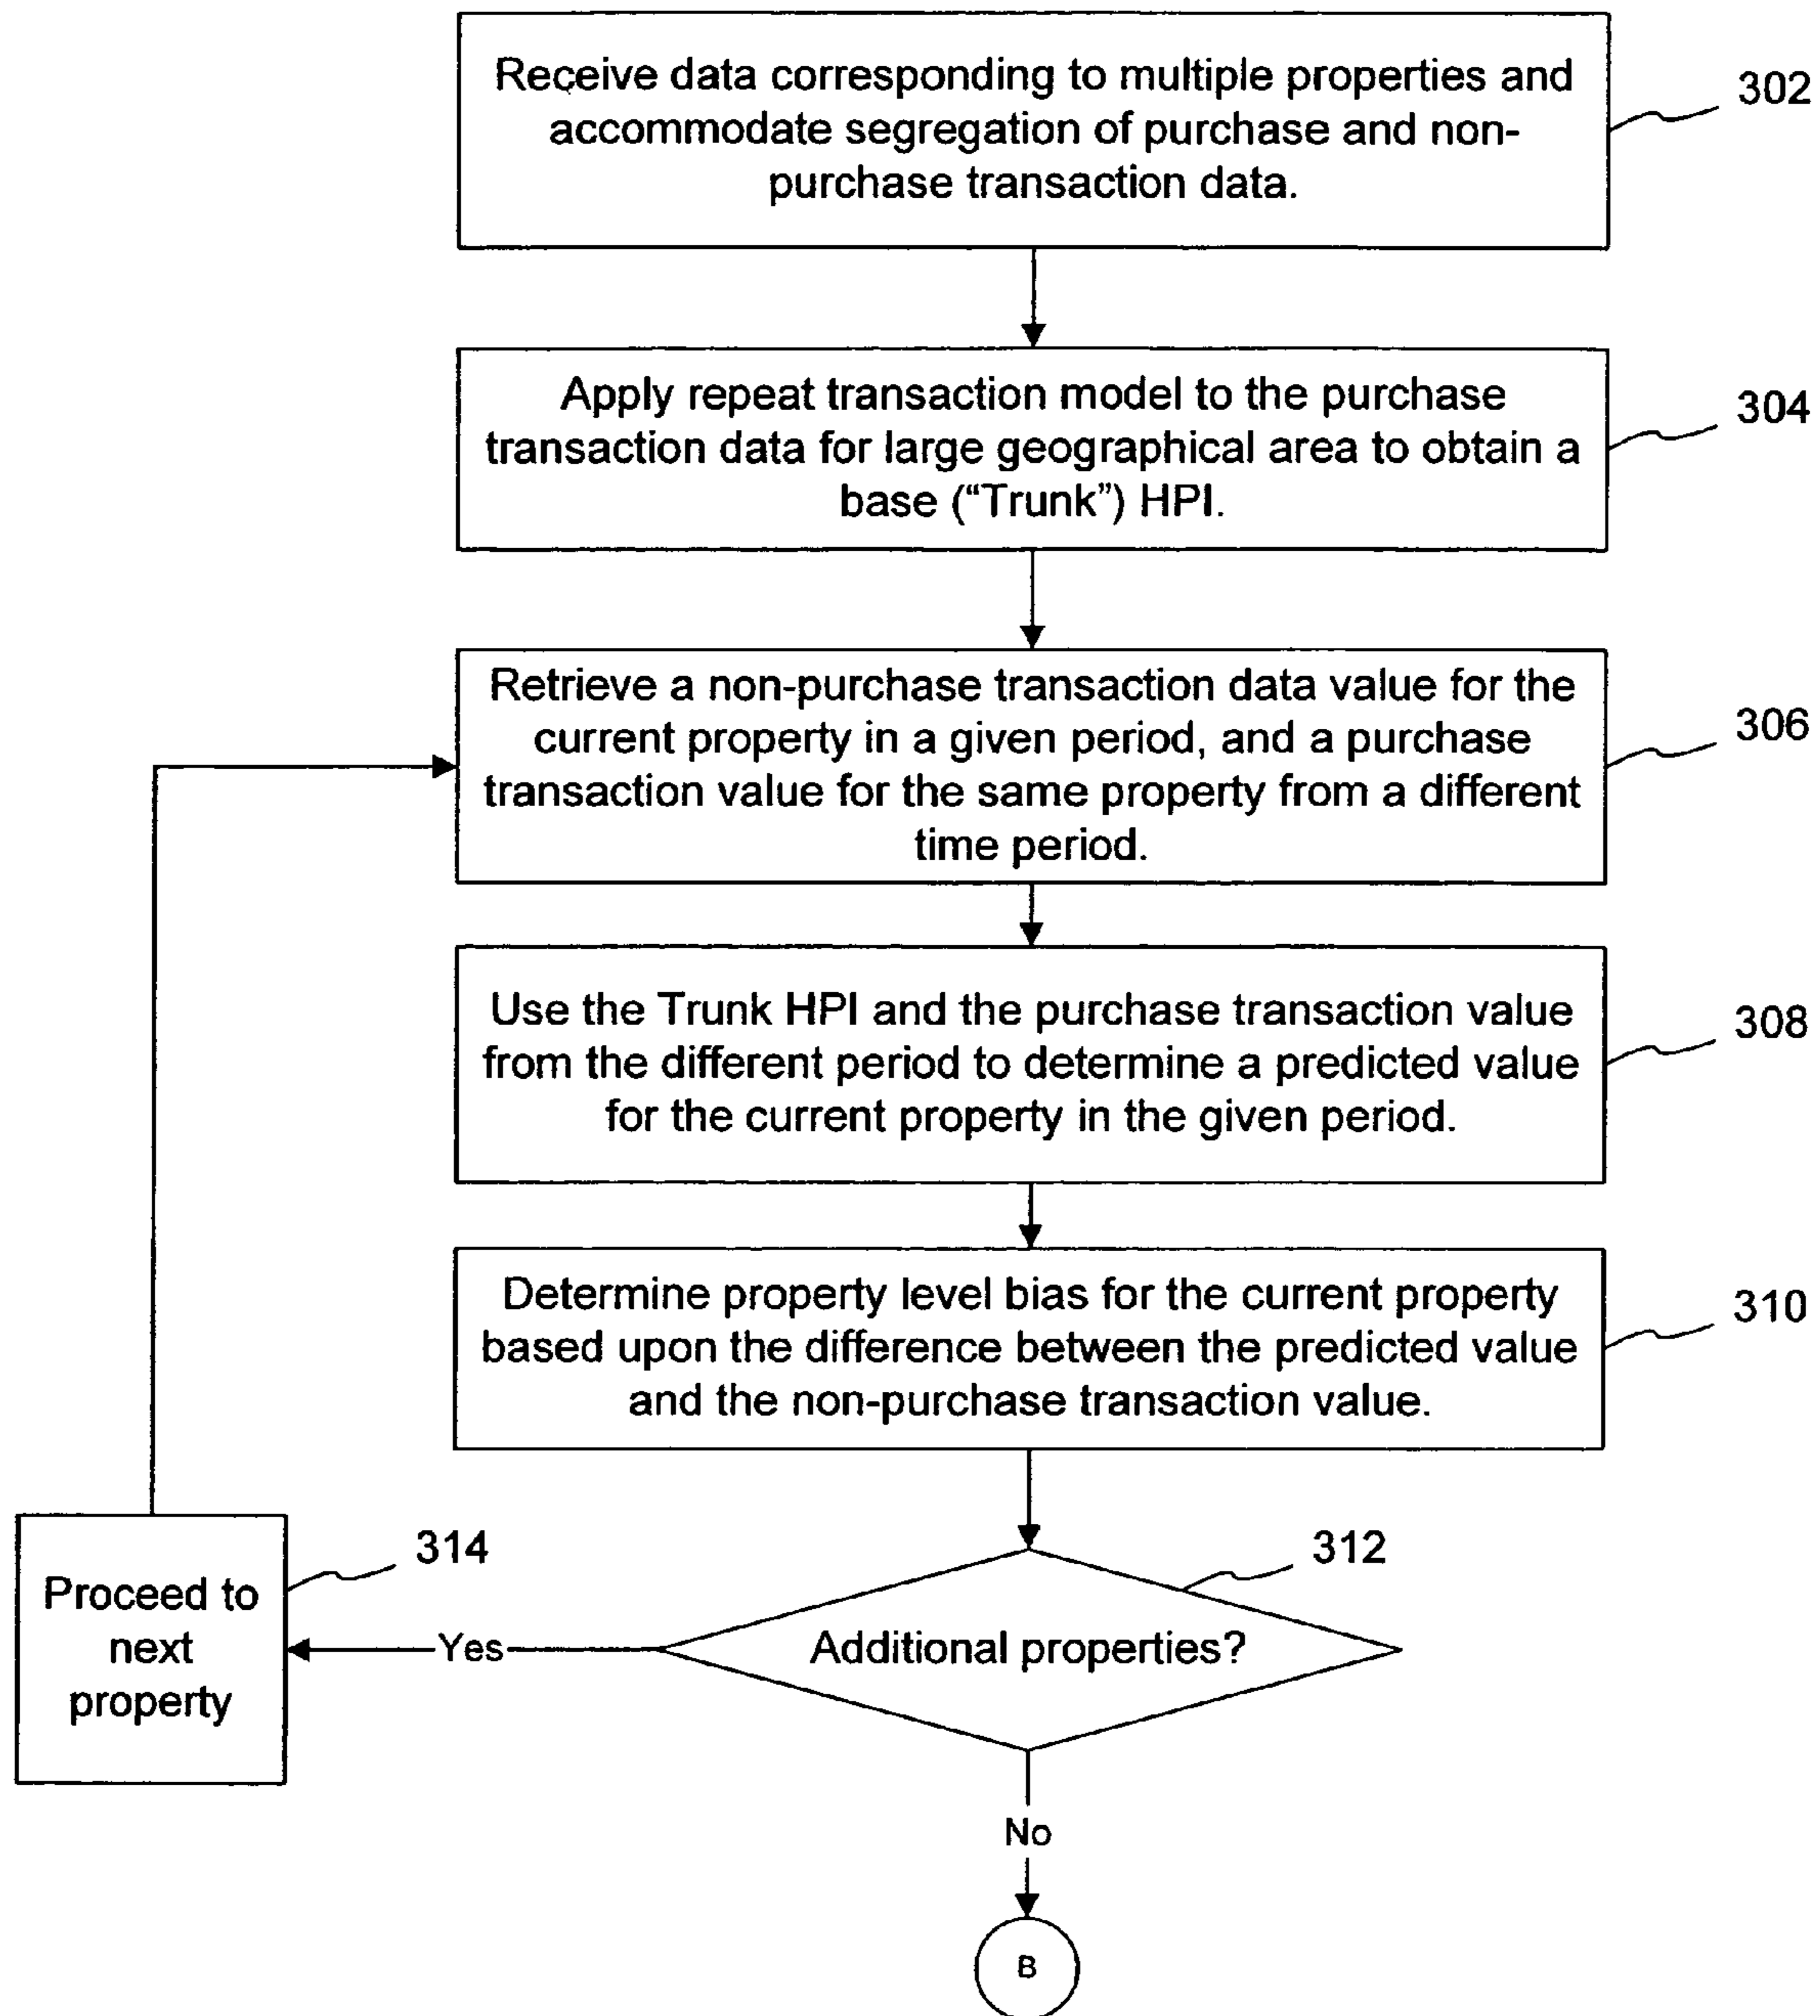 Receive data corresponding to multiple properties and
accommodate segregation of purchase and non-
purchase transaction data.
302
Apply repeat transaction model to the purchase
transaction data for large geographical area to obtain a
base (“Trunk”) HPI.
304
Retrieve a non-purchase transaction data value for the
current property in a given period, and a purchase
transaction value for the same property from a different
time period.
306
Use the Trunk HPI and the purchase transaction value
from the different period to determine a predicted value
for the current property in the given period.
308
Determine property level bias for the current property
based upon the difference between the predicted value
and the non-purchase transaction value.
310
Additional properties?
312
Yes
Proceed to
next
property
314
No
B